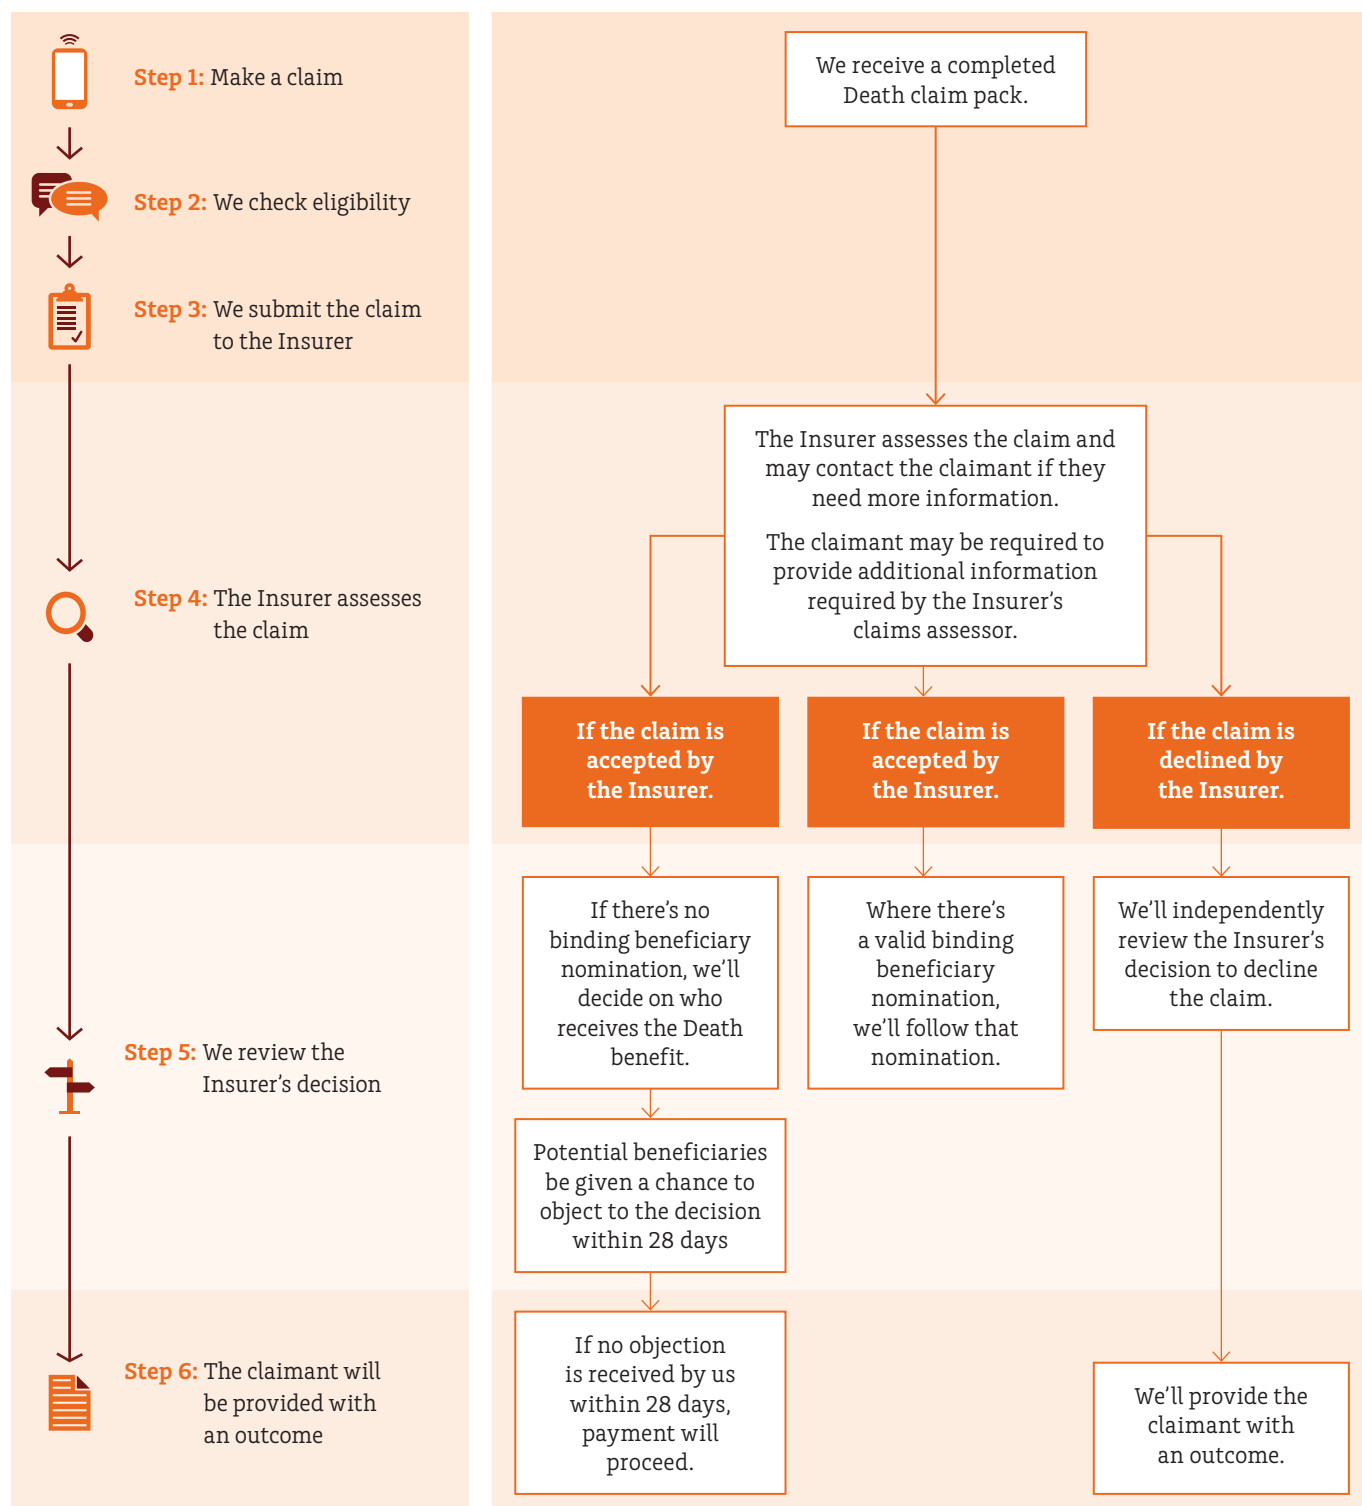 Step 1: Make a claim
Step 2: We check eligibility
Step 3: We submit the claim
to the Insurer
Step 4: The Insurer assesses
the claim
Step 5: We review the
Insurer’s decision
Step 6: The claimant will
be provided with
an outcome
We receive a completed
Death claim pack.
The Insurer assesses the claim and
may contact the claimant if they
need more information.
The claimant may be required to
provide additional information
required by the Insurer’s
claims assessor.
If the claim is
accepted by
the Insurer.
If there’s no
binding beneficiary
nomination, we’ll
decide on who
receives the Death
benefit.
Potential beneficiaries
be given a chance to
object to the decision
within 28 days
If no objection
is received by us
within 28 days,
payment will
proceed.
If the claim is
accepted by
the Insurer.
Where there’s
a valid binding
beneficiary
nomination,
we’ll follow that
nomination.
If the claim is
declined by
the Insurer.
We’ll independently
review the Insurer’s
decision to decline
the claim.
We’ll provide the
claimant with
an outcome.